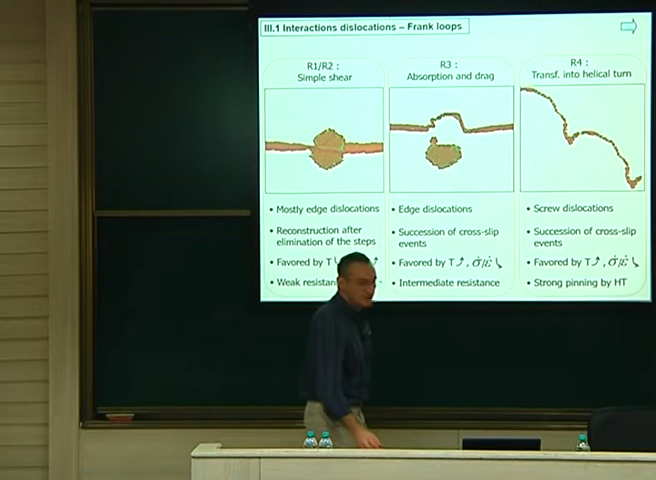 III.1 Interactions dislocations – Frank loops
R1/R2 :
Simple shear
• Mostly edge dislocations
• Reconstruction after
elimination of the steps
• Favored by T
Weak
R3 :
Absorption and drag
• Edge dislocations
• Succession of cross-slip
events
• Favored by T⤴ , σ̇/ε̇ ⤵
• Intermediate resistance
R4 :
Transf. into helical turn
• Screw dislocations
• Succession of cross-slip
events
• Favored by T⤴ , σ̇/ε̇ ⤵
• Strong pinning by HT